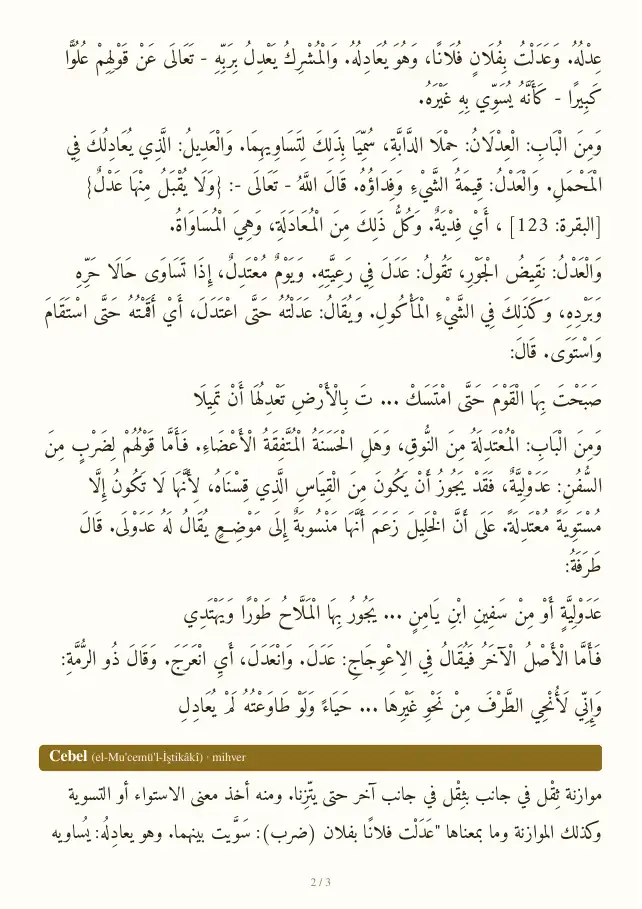 عِدْلُهُ. وَعَدَلْتُ بِفُلَانٍ فُلَانًا، وَهُوَ يُعَادِلُهُ. وَالْمُشْرِكُ يَعْدِلُ بِرَبِّهِ - تَعَالَى عَنْ قَوْلِهِمْ عُلُوًّا
كَبِيرًا - كَأَنَّهُ يُسَوِّي بِهِ غَيْرَهُ.
وَمِنَ الْبَابِ: الْعِدْلَانُ: حِمْلَا الدَّابَّةِ، سُمِّيَا بِذَلِكَ لِتَسَاوِيهِمَا. وَالْعَدِيلُ: الَّذِي يُعَادِلُكَ فِي
الْمَحْمَلِ. وَالْعَدْلُ: قِيمَةُ الشَّيْءِ وَفِدَاؤُهُ. قَالَ اللَّهُ - تَعَالَى -: {وَلَا يُقْبَلُ مِنْهَا عَدْلٌ}
[البقرة: 123] ، أَيْ فِدْيَةٌ. وَكُلُّ ذَلِكَ مِنَ الْمُعَادَلَةِ، وَهِيَ الْمُسَاوَاةُ.
وَالْعَدْلُ: نَقِيضُ الْجَوْرِ، تَقُولُ: عَدَلَ فِي رَعِيَّتِهِ. وَيَوْمٌ مُعْتَدِلٌ، إِذَا تَسَاوَى حَالَا حَرِّهِ
وَبَرْدِهِ، وَكَذَلِكَ فِي الشَّيْءِ الْمَأْكُولِ. وَيُقَالُ: عَدَلْتُهُ حَتَّى اعْتَدَلَ، أَيْ أَقَمْتُهُ حَتَّى اسْتَقَامَ
وَاسْتَوَى. قَالَ:
صَبَحْتَ بِهَا الْقَوْمَ حَتَّى امْتَسَكْ ... تَ بِالْأَرْضِ تَعْدِلُهَا أَنْ تَمِيلَا
وَمِنَ الْبَابِ: الْمُعْتَدِلَةُ مِنَ النُّوقِ، وَهَلِ الْحَسَنَةُ الْمُتَّفِقَةُ الْأَعْضَاءِ. فَأَمَّا قَوْلُهُمْ لِضَرْبٍ مِنَ
السُّفُنِ: عَدَوْلِيَّةٌ، فَقَدْ يَجُوزُ أَنْ يَكُونَ مِنَ الْقِيَاسِ الَّذِي قِسْنَاهُ، لِأَنَّهَا لَا تَكُونُ إِلَّا
مُسْتَوِيَةً مُعْتَدِلَةً. عَلَى أَنَّ الْخَلِيلَ زَعَمَ أَنَّهَا مَنْسُوبَةٌ إِلَى مَوْضِعٍ يُقَالُ لَهُ عَدَوْلَى. قَالَ
طَرَفَةُ:
عَدَوْلِيَّةٍ أَوْ مِنْ سَفِينِ ابْنِ يَامِنٍ ... يَجُورُ بِهَا الْمَلَّاحُ طَوْرًا وَيَهْتَدِي
فَأَمَّا الْأَصْلُ الْآخَرُ فَيُقَالُ فِي الِاعْوِجَاجِ: عَدَلَ. وَانْعَدَلَ، أَيِ انْعَرَجَ. وَقَالَ ذُو الرُّمَّةِ:
وَإِنِّي لَأُنْحِي الطَّرْفَ مِنْ نَحْوِ غَيْرِهَا ... حَيَاءً وَلَوْ طَاوَعْتُهُ لَمْ يُعَادِلِ
Cebel (el-Mu'cemü'l-İştikâkî) · mihver
موازنة ثِقْل في جانب بثِقْل في جانب آخر حتى يتّزِنا. ومنه أخذ معنى الاستواء أو التسوية
وكذلك الموازنة وما بمعناها "عَدَلْت فلانًا بفلان (ضرب): سَوَّيت بينهما. وهو يعادِلُه: يُساويه
2 / 3